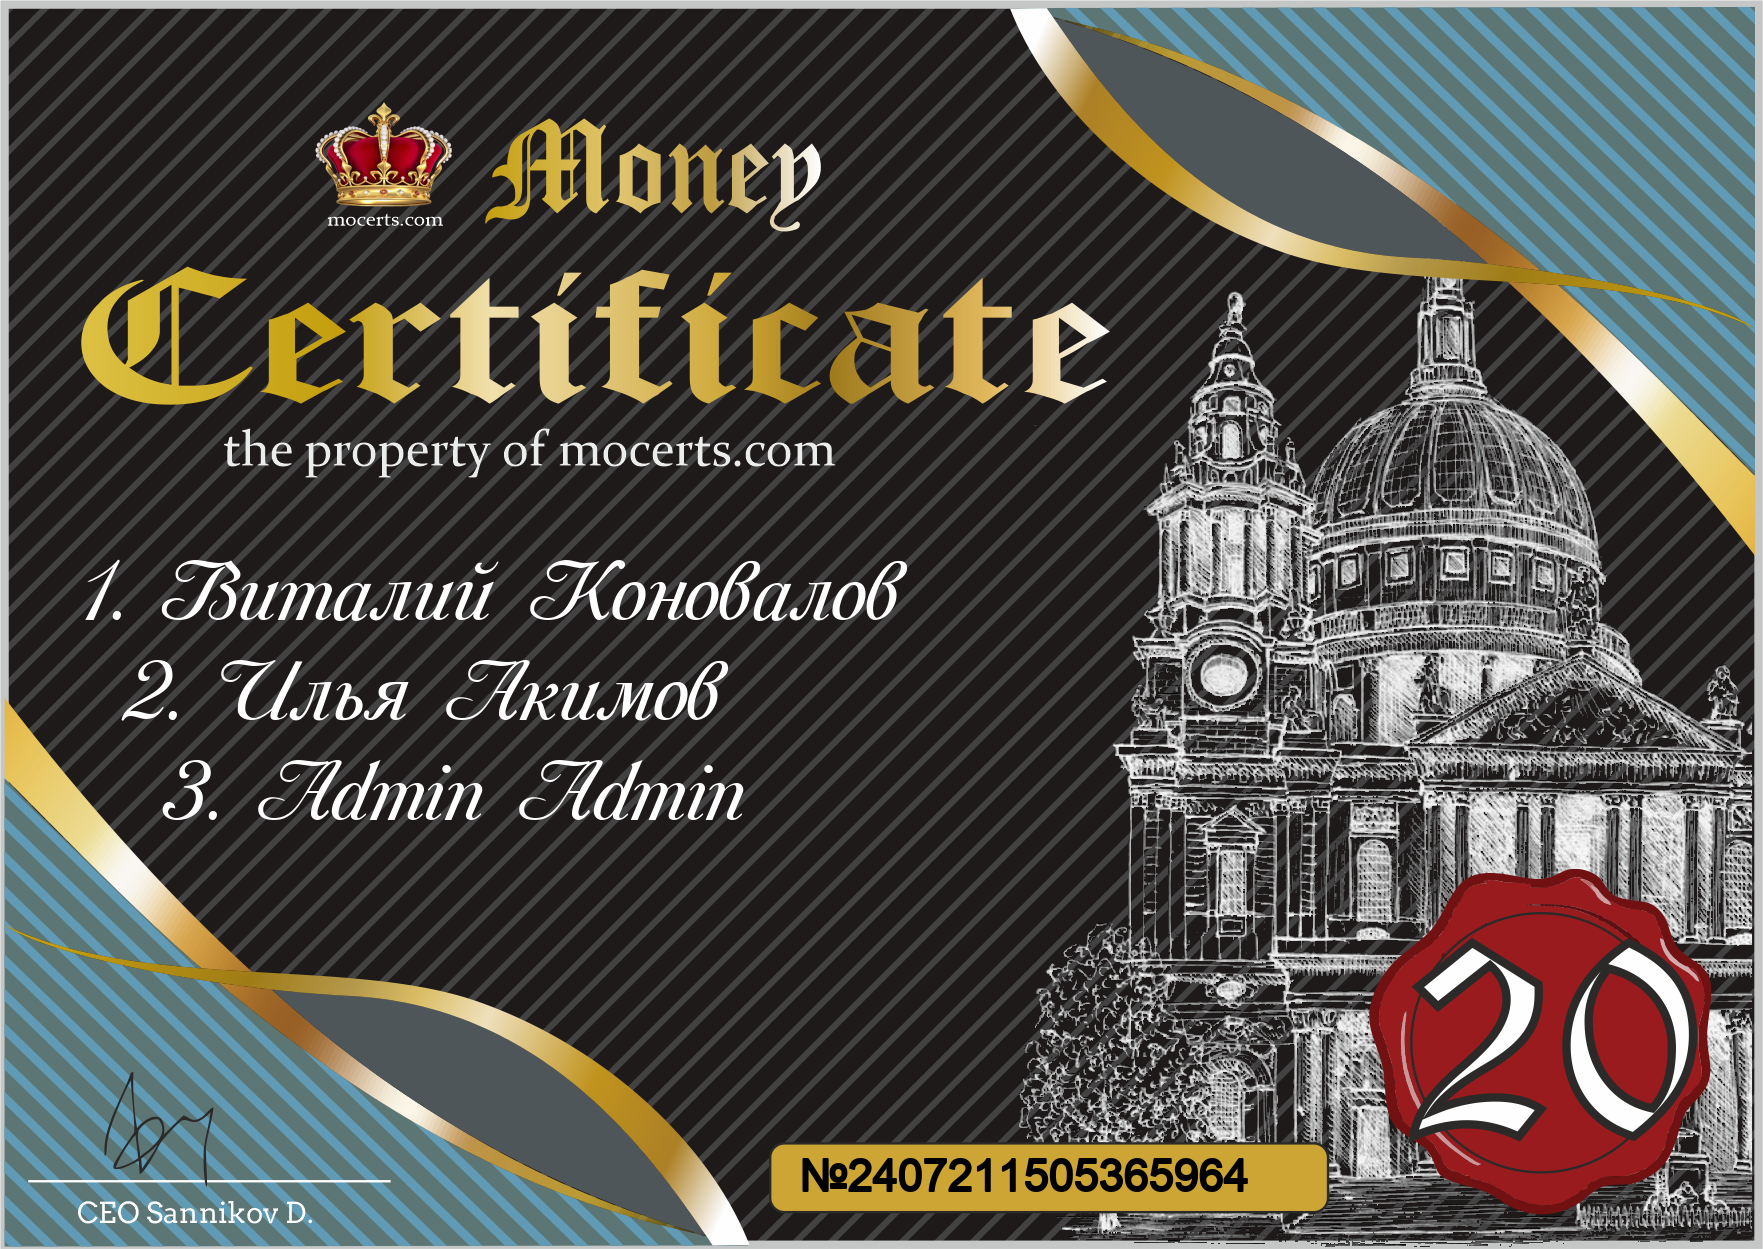 Money
mocerts.com
Certificate
the property of mocerts.com
1. Виталий Коновалов
2. Илья Акимов
3. Admin Admin
20
№2407211505365964
CEO Sannikov D.